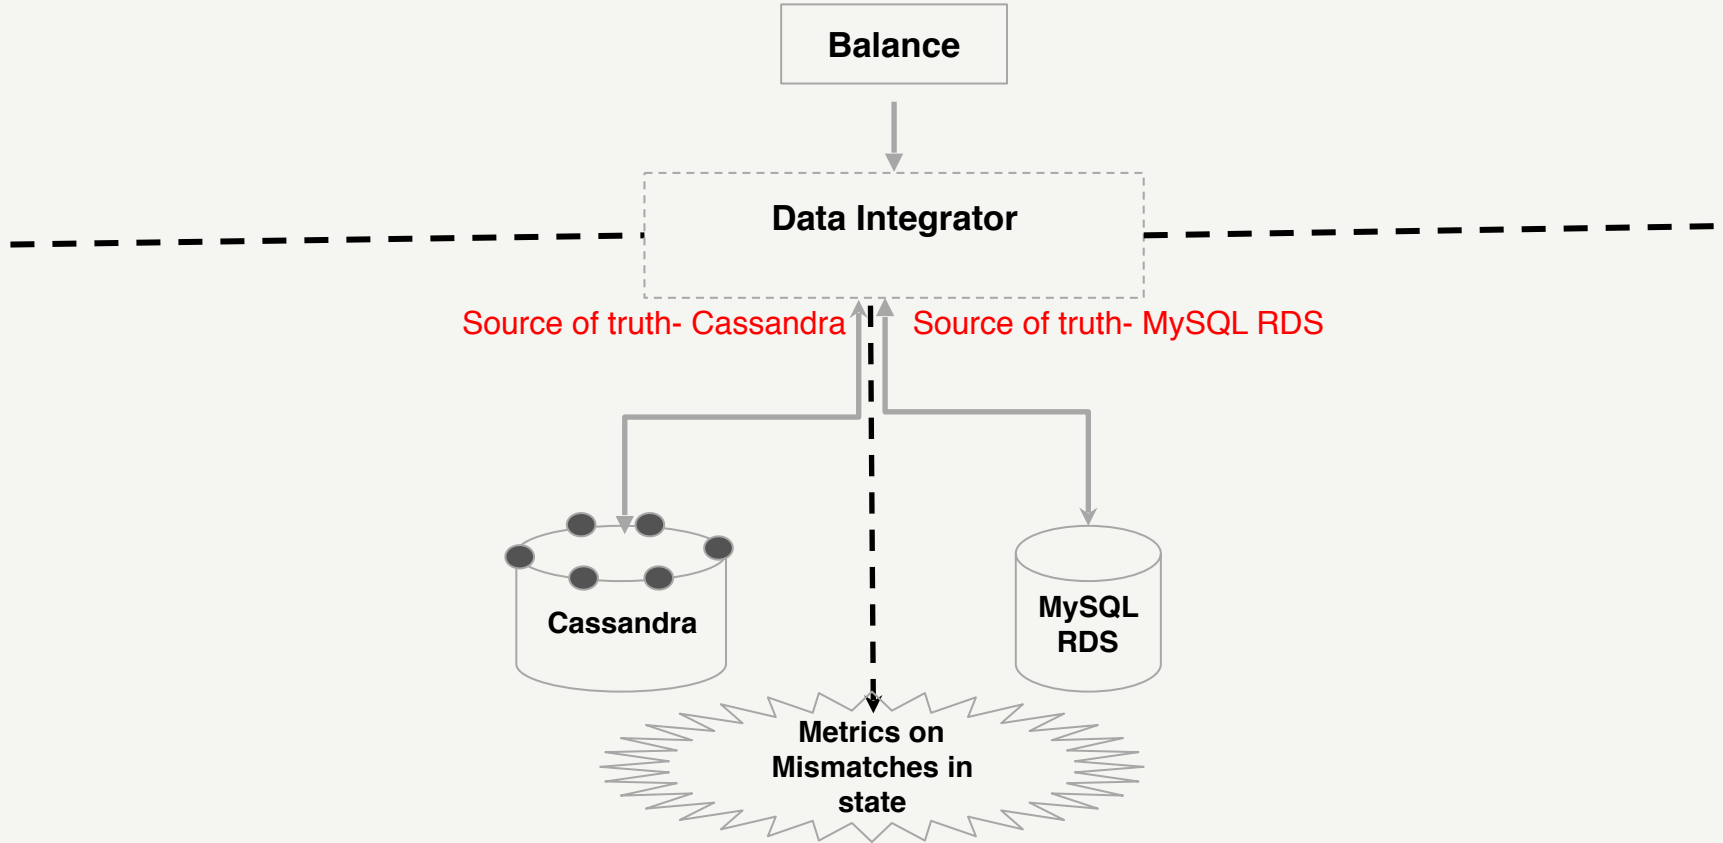 Balance
Data Integrator
Source of truth- Cassandra
Source of truth- MySQL RDS
Cassandra
MySQL
RDS
Metrics on
Mismatches in
state